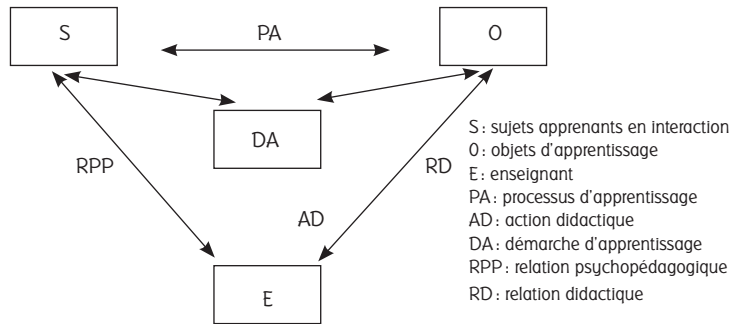 S PA O
DA
RPP RD
AD
E
S : sujets apprenants en interaction
O : objets d'apprentissage
E : enseignant
PA : processus d'apprentissage
AD : action didactique
DA : démarche d'apprentissage
RPP : relation psychopédagogique
RD : relation didactique